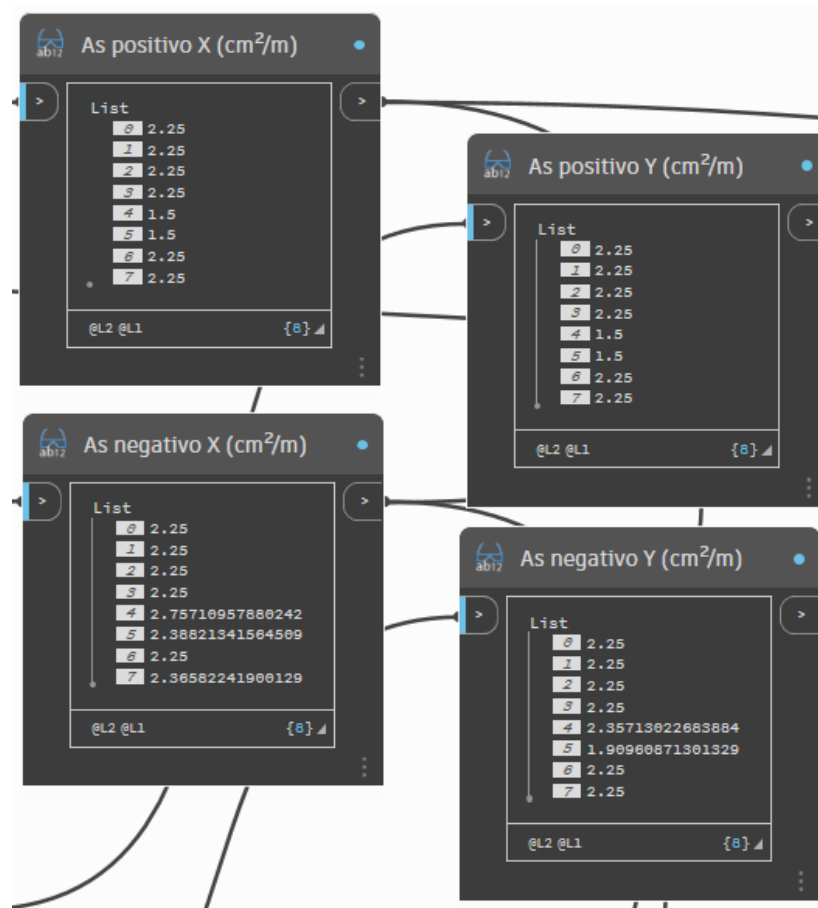 As positivo X (cm²/m)
ab12
>
>
List
0 2.25
1 2.25
2 2.25
3 2.25
4 1.5
5 1.5
6 2.25
7 2.25
@L2 @L1 {8}
As positivo Y (cm²/m)
ab12
>
>
List
0 2.25
1 2.25
2 2.25
3 2.25
4 1.5
5 1.5
6 2.25
7 2.25
@L2 @L1 {8}
As negativo X (cm²/m)
ab12
>
>
List
0 2.25
1 2.25
2 2.25
3 2.25
4 2.75710957880242
5 2.38821341564509
6 2.25
7 2.36582241900129
@L2 @L1 {8}
As negativo Y (cm²/m)
ab12
>
>
List
0 2.25
1 2.25
2 2.25
3 2.25
4 2.35713022683884
5 1.90960871301329
6 2.25
7 2.25
@L2 @L1 {8}